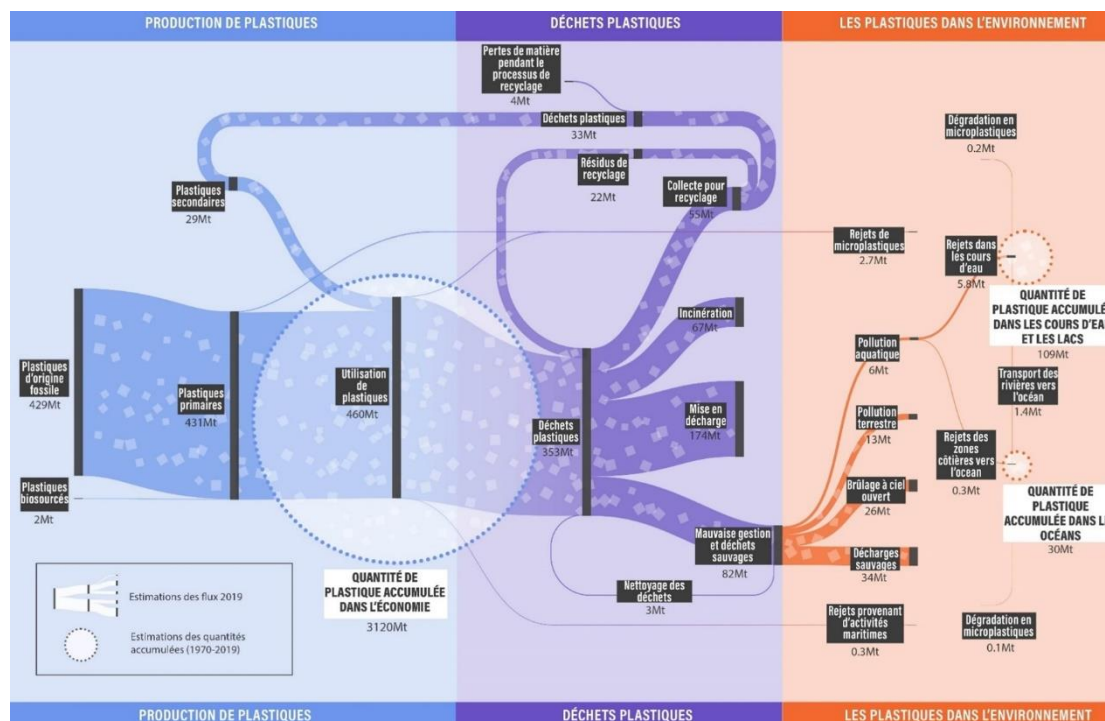 PRODUCTION DE PLASTIQUES
DÉCHETS PLASTIQUES
LES PLASTIQUES DANS L'ENVIRONNEMENT
Pertes de matière
pendant le
processus de
recyclage
4Mt
Déchets plastiques
33Mt
Résidus de
recyclage
22Mt
Plastiques
secondaires
29Mt
Collecte pour
recyclage
55Mt
Dégradation en
microplastiques
0.2Mt
Rejets de
microplastiques
2.7Mt
Rejets dans
les cours
d'eau
5.8Mt
QUANTITÉ DE
PLASTIQUE ACCUMULÉ
DANS LES COURS D'EA
ET LES LACS
109Mt
Plastiques
d'origine
fossile
429Mt
Plastiques
primaires
431Mt
Utilisation de
plastiques
460Mt
Incinération
67Mt
Pollution
aquatique
6Mt
Transport des
rivières vers
l'océan
1.4Mt
Déchets
plastiques
353Mt
Mise en
décharge
174Mt
Pollution
terrestre
13Mt
Rejets des
zones
côtières vers
l'ocean
0.3Mt
Plastiques
biosourcés
2Mt
Brûlage à ciel
ouvert
26Mt
QUANTITÉ DE
PLASTIQUE
ACCUMULÉE DANS LE
OCÉANS
30Mt
Mauvaise gestion
et déchets
sauvages
82Mt
Décharges
sauvages
34Mt
QUANTITÉ DE
PLASTIQUE ACCUMULÉE
DANS L'ÉCONOMIE
3120Mt
Nettoyage des
déchets
3Mt
Rejets provenant
d'activités
maritimes
0.3Mt
Dégradation en
microplastiques
0.1Mt
Estimations des flux 2019
Estimations des quantités
accumulées (1970-2019)
PRODUCTION DE PLASTIQUES
DÉCHETS PLASTIQUES
LES PLASTIQUES DANS L'ENVIRONNEMENT